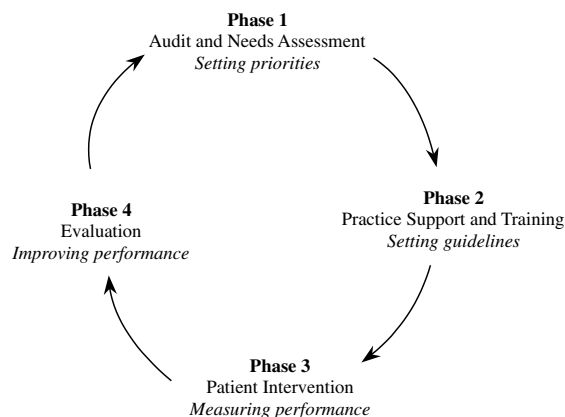 Phase 1
Audit and Needs Assessment
Setting priorities
Phase 2
Practice Support and Training
Setting guidelines
Phase 3
Patient Intervention
Measuring performance
Phase 4
Evaluation
Improving performance